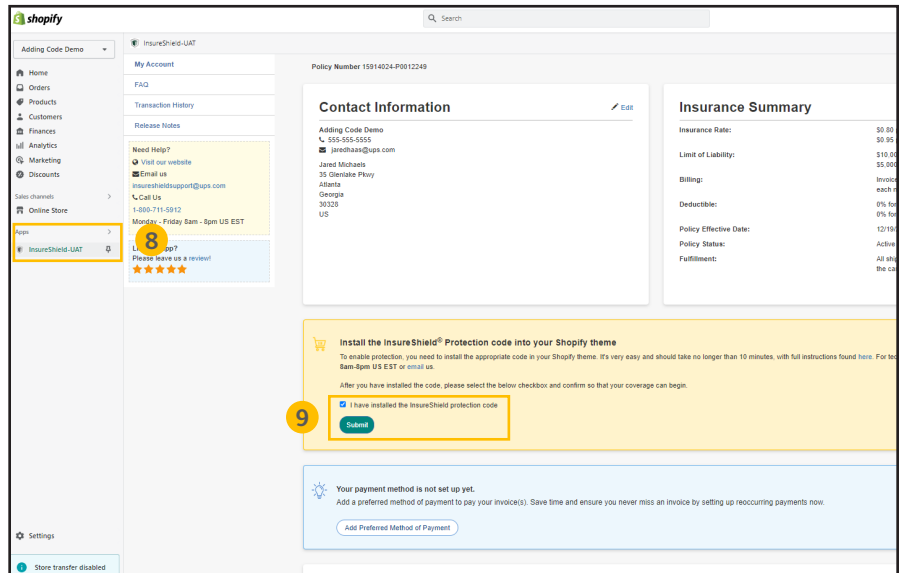 shopify
Search
Adding Code Demo
Home
Orders
Products
Customers
Finances
Analytics
Marketing
Discounts
Sales channels
Online Store
Apps
InsureShield-UAT
Settings
Store transfer disabled
InsureShield-UAT
My Account
FAQ
Transaction History
Release Notes
Need Help?
Visit our website
Email us
insureshieldsupport@ups.com
Call Us
1-800-711-5912
Monday - Friday 8am - 8pm US EST
8
Please leave us a review!
Policy Number 15914024-P0012249
Contact Information
Edit
Adding Code Demo
555-555-5555
jaredhaas@ups.com
Jared Michaels
35 Glenlake Pkwy
Atlanta
Georgia
30328
US
Insurance Summary
Insurance Rate: $0.80
$0.95
Limit of Liability: $10,00
$5,000
Billing: Invoice
each m
Deductible: 0% for
0% for
Policy Effective Date: 12/19/
Policy Status: Active
Fulfillment: All ship
the ca
Install the InsureShield® Protection code into your Shopify theme
To enable protection, you need to install the appropriate code in your Shopify theme. It's very easy and should take no longer than 10 minutes, with full instructions found here. For tec
8am-8pm US EST or email us.
After you have installed the code, please select the below checkbox and confirm so that your coverage can begin.
9
I have installed the InsureShield protection code
Submit
Your payment method is not set up yet.
Add a preferred method of payment to pay your invoice(s). Save time and ensure you never miss an invoice by setting up reoccurring payments now.
Add Preferred Method of Payment